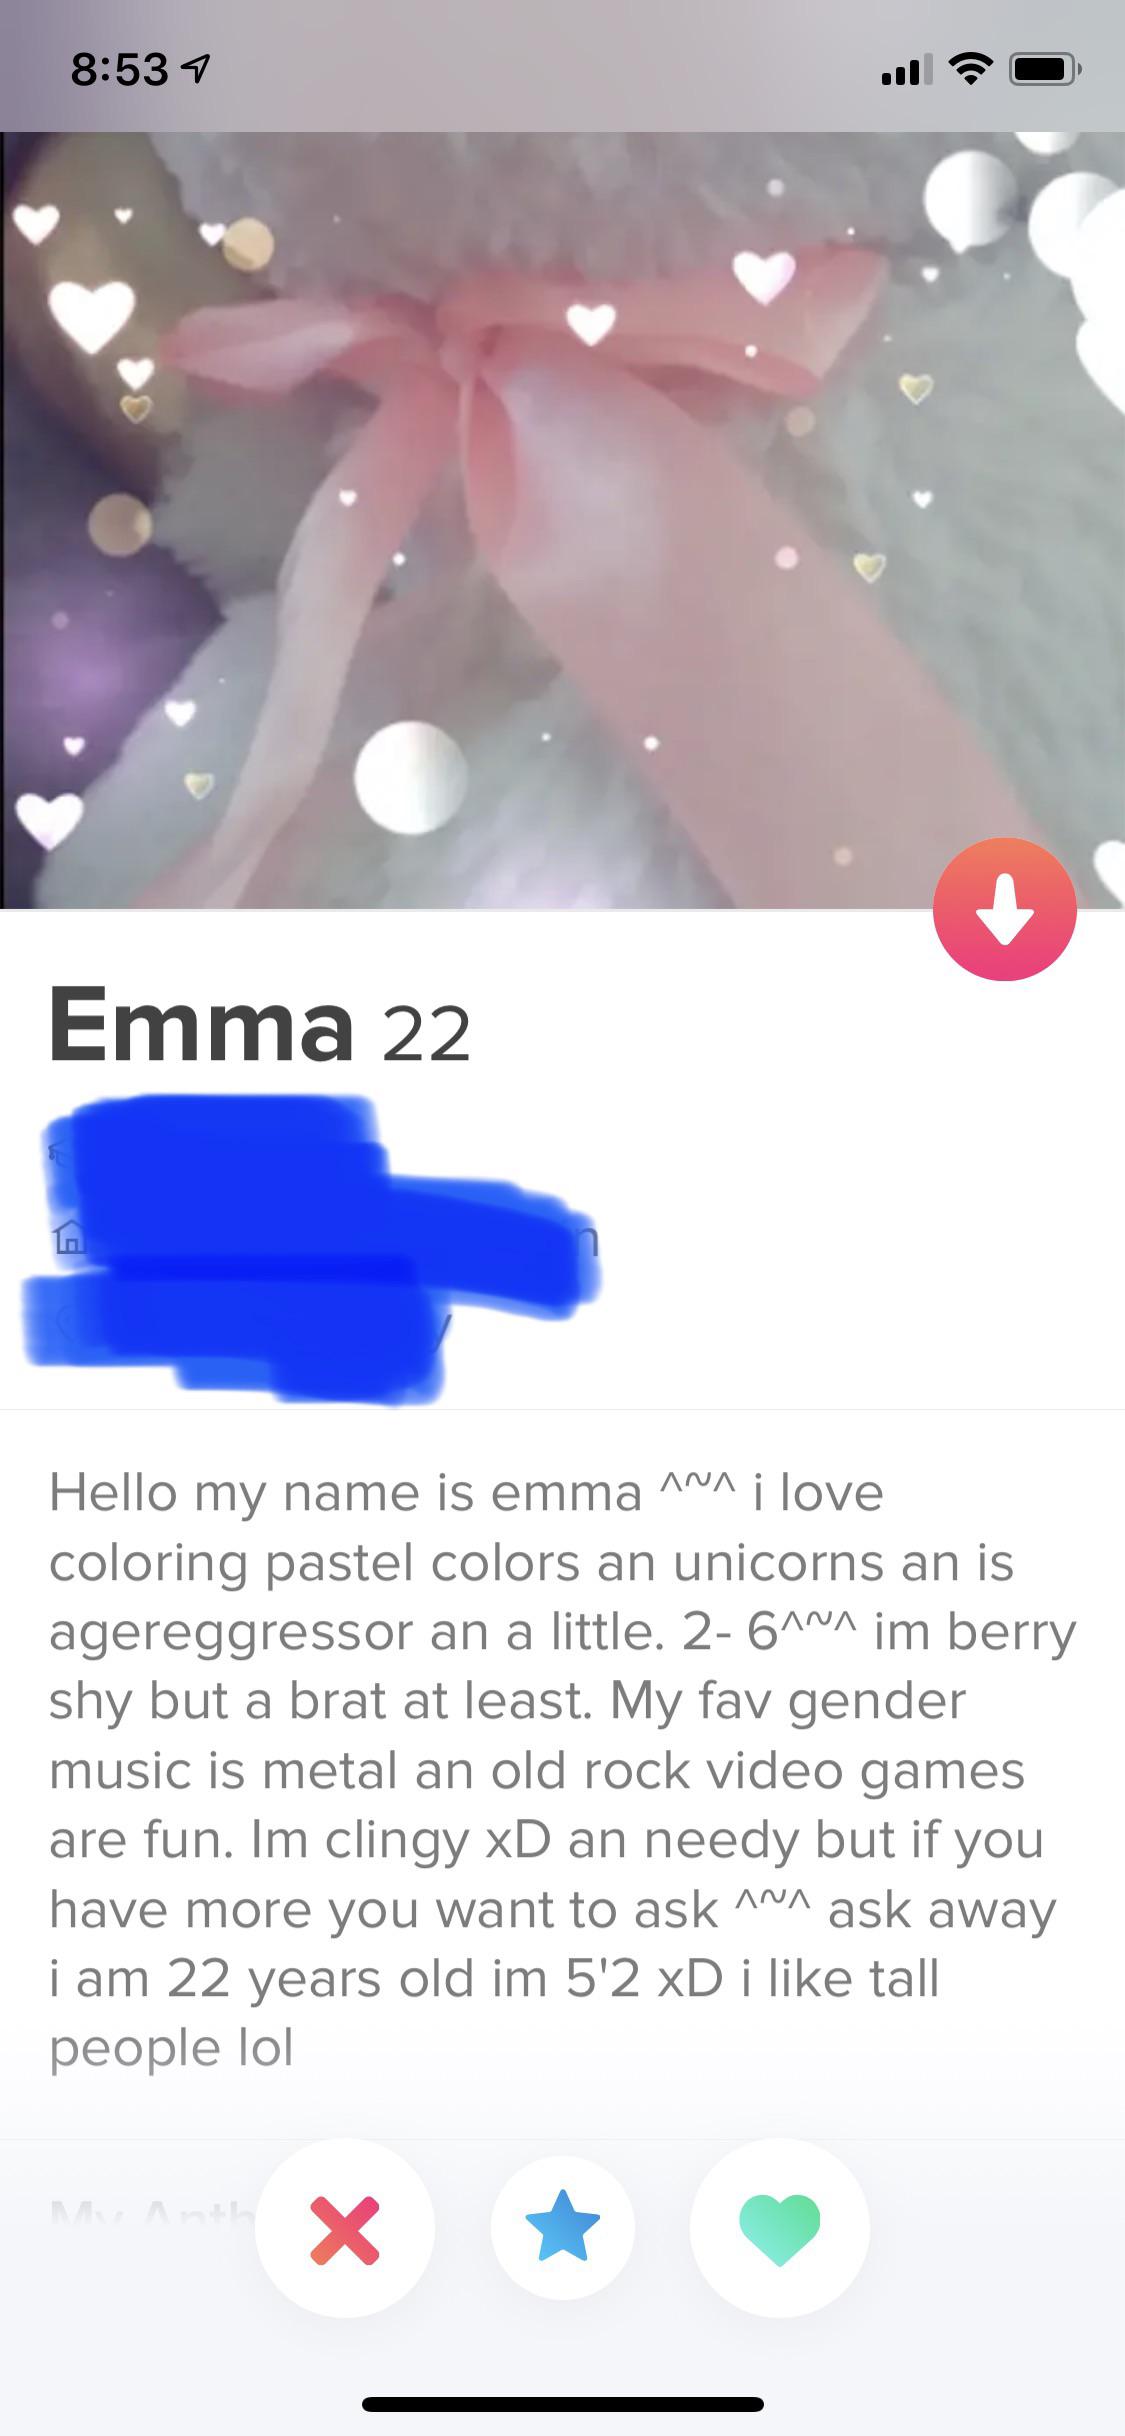 8:53
Emma 22
Hello my name is emma ^~^ i love
coloring pastel colors an unicorns an is
agereggressor an a little. 2- 6^~^ im berry
shy but a brat at least. My fav gender
music is metal an old rock video games
are fun. Im clingy xD an needy but if you
have more you want to ask ^~^ ask away
i am 22 years old im 5'2 xD i like tall
people lol
My Anth